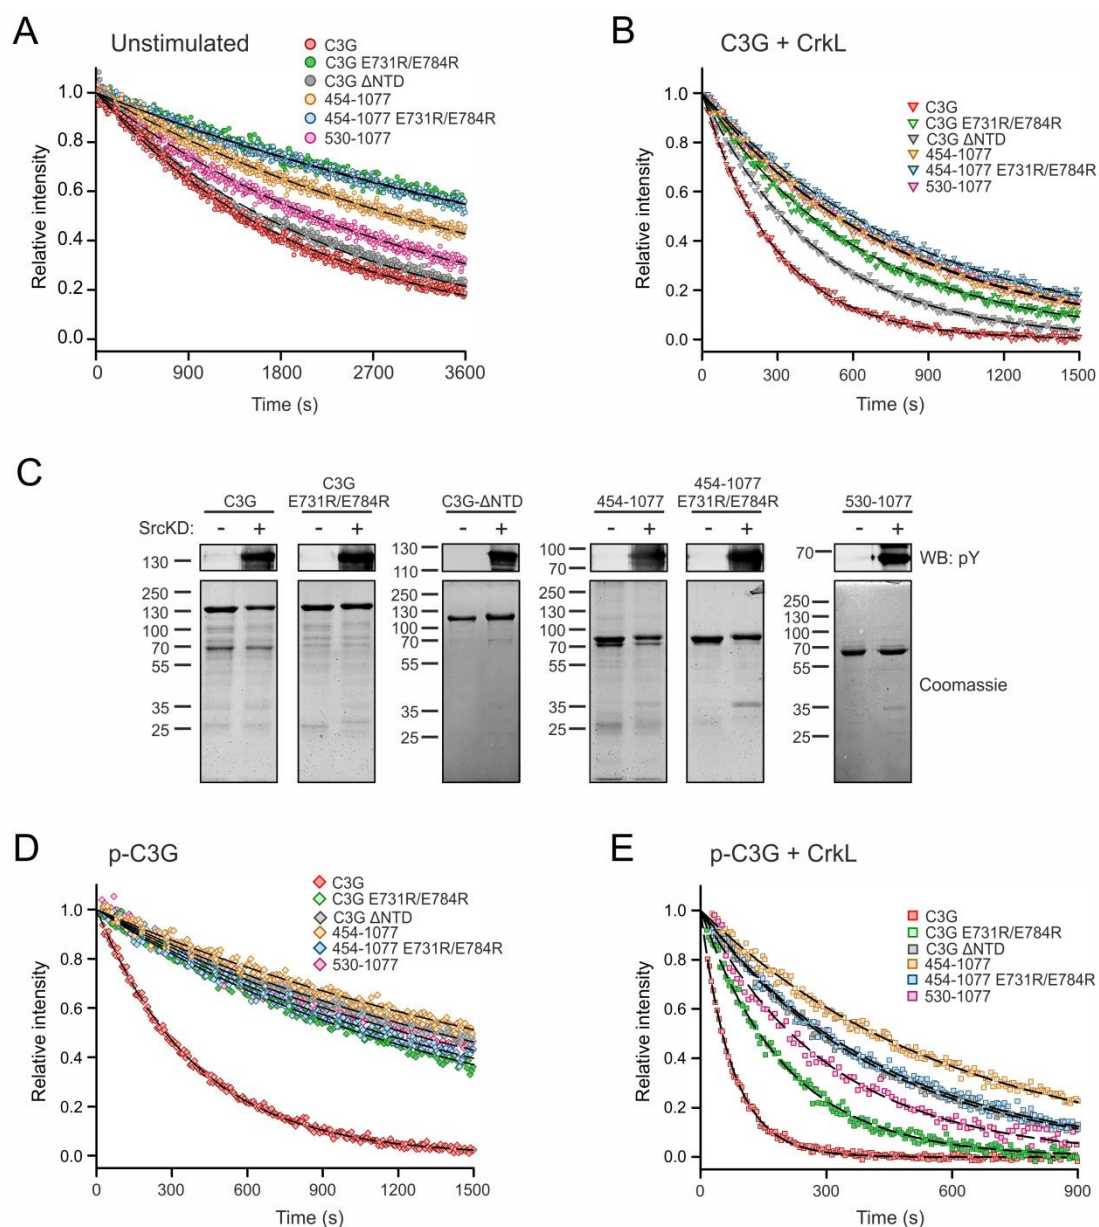 A
Unstimulated
C3G
C3G E731R/E784R
C3G ΔNTD
454-1077
454-1077 E731R/E784R
530-1077
Relative intensity
1.0
0.8
0.6
0.4
0.2
0.0
0 900 1800 2700 3600
Time (s)
B
C3G + CrkL
C3G
C3G E731R/E784R
C3G ΔNTD
454-1077
454-1077 E731R/E784R
530-1077
Relative intensity
1.0
0.8
0.6
0.4
0.2
0.0
0 300 600 900 1200 1500
Time (s)
C
C3G
C3G
E731R/E784R
C3G-ΔNTD
454-1077
454-1077
E731R/E784R
530-1077
SrcKD: - + - + - + - + - + - +
130
130
110
100
70
70
WB: pY
250
130
100
70
55
35
25
250
130
100
70
55
35
25
250
130
100
70
55
35
25
250
130
100
70
55
35
25
Coomassie
D
p-C3G
C3G
C3G E731R/E784R
C3G ΔNTD
454-1077
454-1077 E731R/E784R
530-1077
Relative intensity
1.0
0.8
0.6
0.4
0.2
0.0
0 300 600 900 1200 1500
Time (s)
E
p-C3G + CrkL
C3G
C3G E731R/E784R
C3G ΔNTD
454-1077
454-1077 E731R/E784R
530-1077
Relative intensity
1.0
0.8
0.6
0.4
0.2
0.0
0 300 600 900
Time (s)